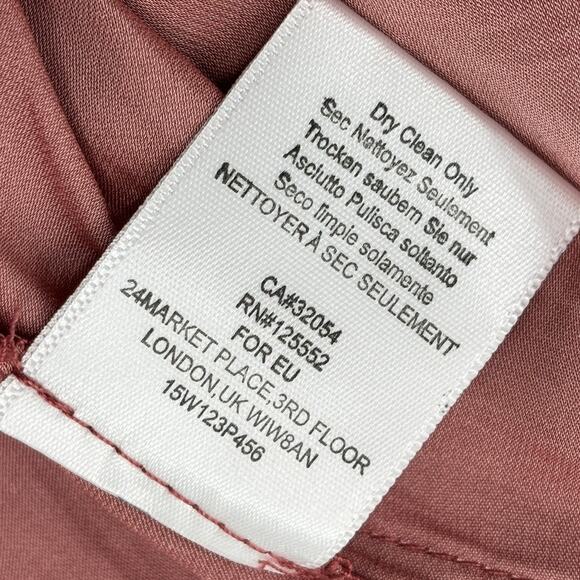 Dry Clean Only
Sec Nettoyez Seulement
Trocken saubern Sie nur
Asciutto Pulisca soltanto
Seco limpie solamente
NETTOYER À SEC SEULEMENT
CA#32054
RN#125552
FOR EU
24MARKET PLACE,3RD FLOOR
LONDON,UK WIW8AN
15W123P456